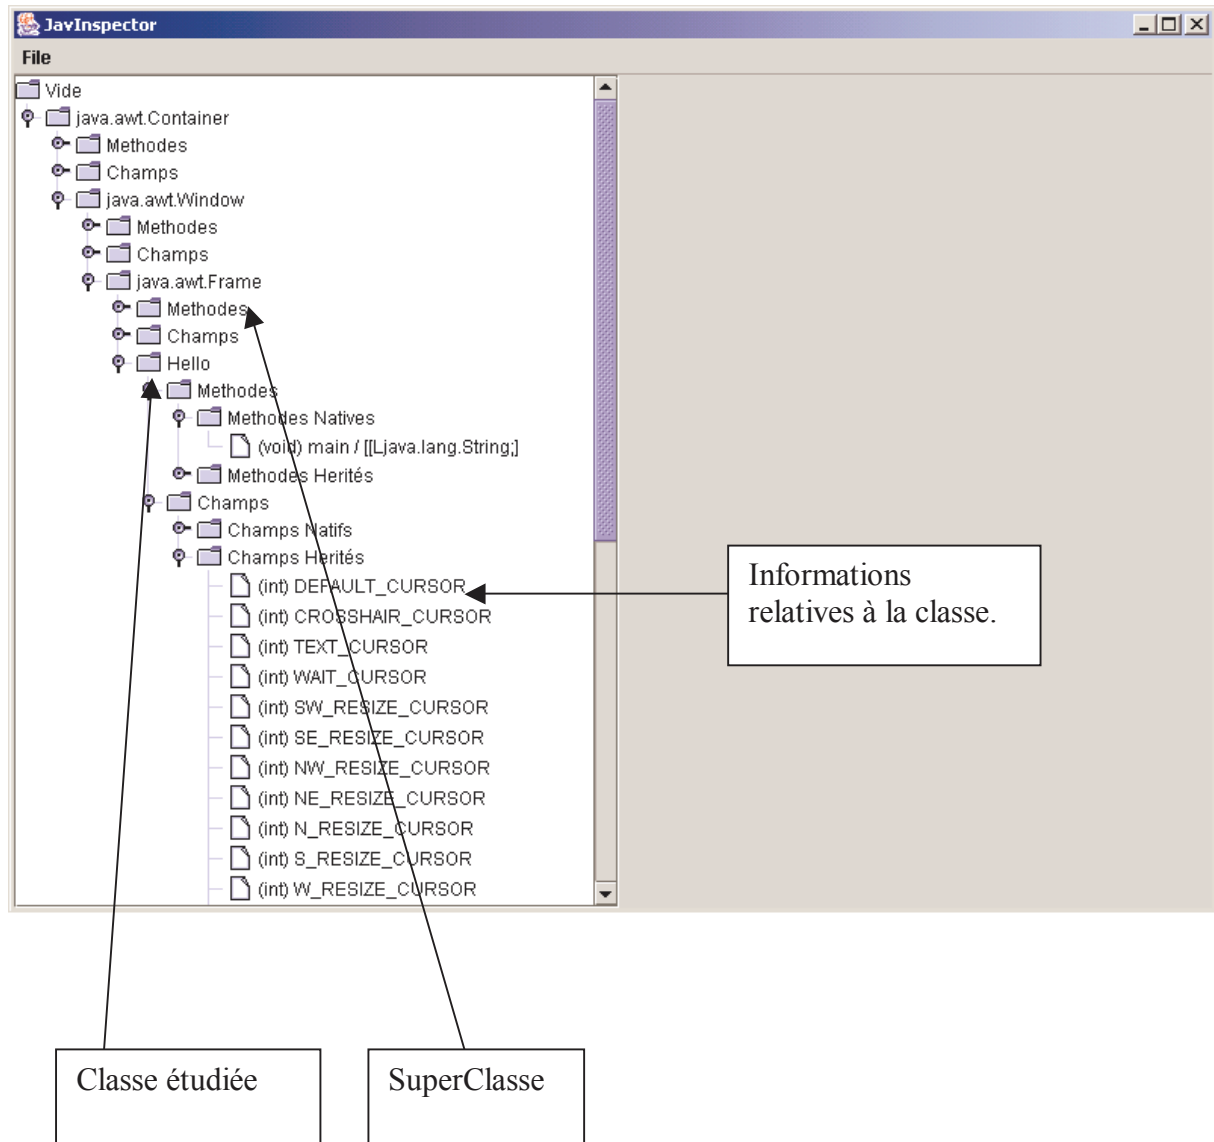 JavInspector
File
Vide
java.awt.Container
Methodes
Champs
java.awt.Window
Methodes
Champs
java.awt.Frame
Methodes
Champs
Hello
Methodes
Methodes Natives
(void) main / [[Ljava.lang.String;]
Methodes Herités
Champs
Champs Natifs
Champs Herités
(int) DEFAULT_CURSOR
(int) CROSSHAIR_CURSOR
(int) TEXT_CURSOR
(int) WAIT_CURSOR
(int) SW_RESIZE_CURSOR
(int) SE_RESIZE_CURSOR
(int) NW_RESIZE_CURSOR
(int) NE_RESIZE_CURSOR
(int) N_RESIZE_CURSOR
(int) S_RESIZE_CURSOR
(int) W_RESIZE_CURSOR
Informations
relatives à la classe.
Classe étudiée
SuperClasse